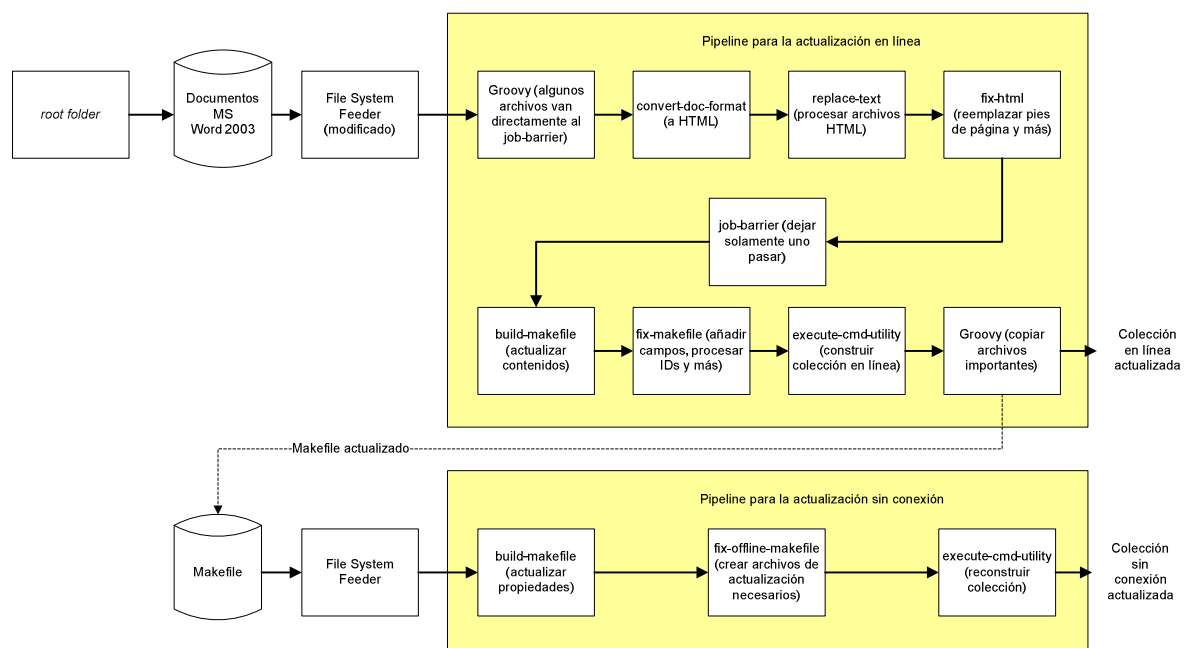 Pipeline para la actualización en línea
root folder
Documentos
MS
Word 2003
File System
Feeder
(modificado)
Groovy (algunos
archivos van
directamente al
job-barrier)
convert-doc-format
(a HTML)
replace-text
(procesar archivos
HTML)
fix-html
(reemplazar pies
de página y más)
job-barrier (dejar
solamente uno
pasar)
build-makefile
(actualizar
contenidos)
fix-makefile (añadir
campos, procesar
IDs y más)
execute-cmd-utility
(construir
colección en línea)
Groovy (copiar
archivos
importantes)
Colección
en línea
actualizada
Makefile actualizado
Pipeline para la actualización sin conexión
Makefile
File System
Feeder
build-makefile
(actualizar
propiedades)
fix-offline-makefile
(crear archivos de
actualización
necesarios)
execute-cmd-utility
(reconstruir
colección)
Colección
sin
conexión
actualizada